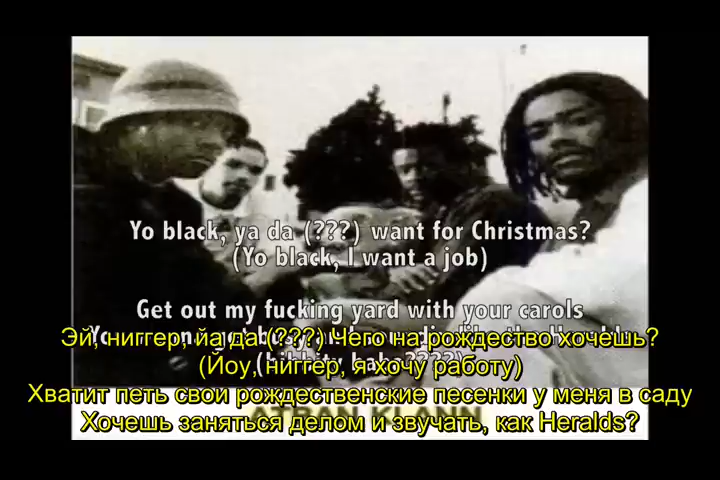 Yo black, ya da (???) want for Christmas?
(Yo black, I want a job)
Get out my fucking yard with your carols
Эй, ниггер, йа да (???) Чего на рождество хочешь?
(Йоу, ниггер, я хочу работу)
Хватит петь свои рождественские песенки у меня в саду
Хочешь заняться делом и звучать, как Heralds?
ATBAN KLANN